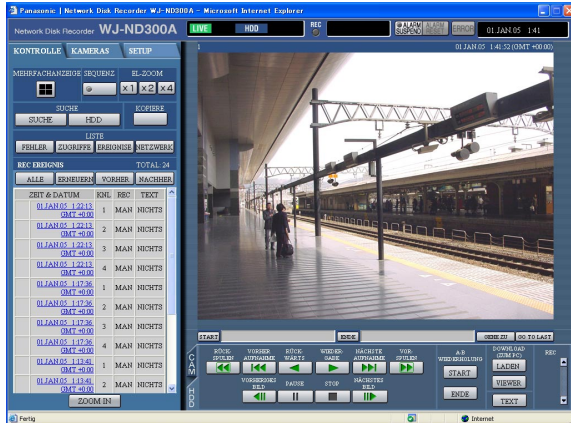 Panasonic | Network Disk Recorder WJ-ND300A - Microsoft Internet Explorer
Network Disk Recorder WJ-ND300A
LIVE HDD REC ALARM SUSPEND ALARM RESET ERROR 01.JAN.05 1:41
KONTROLLE KAMERAS SETUP
1 01.JAN.05 1:41:52 (GMT +00:00)
MEHRFACHANZEIGE SEQUENZ EL-ZOOM
x1 x2 x4
SUCHE KOPIERE
SUCHE HDD
LISTE
FEHLER ZUGRIFFE EREIGNISE NETZWERK
REC EREIGNIS TOTAL: 24
ALLE ERNEUERN VORHER NACHHER
ZEIT & DATUM KNL REC TEXT
01.JAN.05 1:22:13 GMT +0:00 1 MAN NICHTS
01.JAN.05 1:22:13 GMT +0:00 2 MAN NICHTS
01.JAN.05 1:22:13 GMT +0:00 3 MAN NICHTS
01.JAN.05 1:22:13 GMT +0:00 4 MAN NICHTS
01.JAN.05 1:17:36 GMT +0:00 1 MAN NICHTS
01.JAN.05 1:17:36 GMT +0:00 2 MAN NICHTS
01.JAN.05 1:17:36 GMT +0:00 3 MAN NICHTS
01.JAN.05 1:17:36 GMT +0:00 4 MAN NICHTS
01.JAN.05 1:13:41 GMT +0:00 1 MAN NICHTS
01.JAN.05 1:13:41 GMT +0:00 2 MAN NICHTS
ZOOM IN
START ENDE GEHE ZU GO TO LAST
CAM
HDD
RÜCK-SPULEN VORHER AUFNAHME RÜCK-WÄRTS WIEDER-GABE NÄCHSTE AUFNAHME VOR-SPULEN
VORHERIGES BILD PAUSE STOP NÄCHSTES BILD
A-B WIEDERHOLUNG
START
ENDE
DOWNLOAD (ZUM PC)
LADEN
VIEWER
TEXT
REC
Fertig Internet